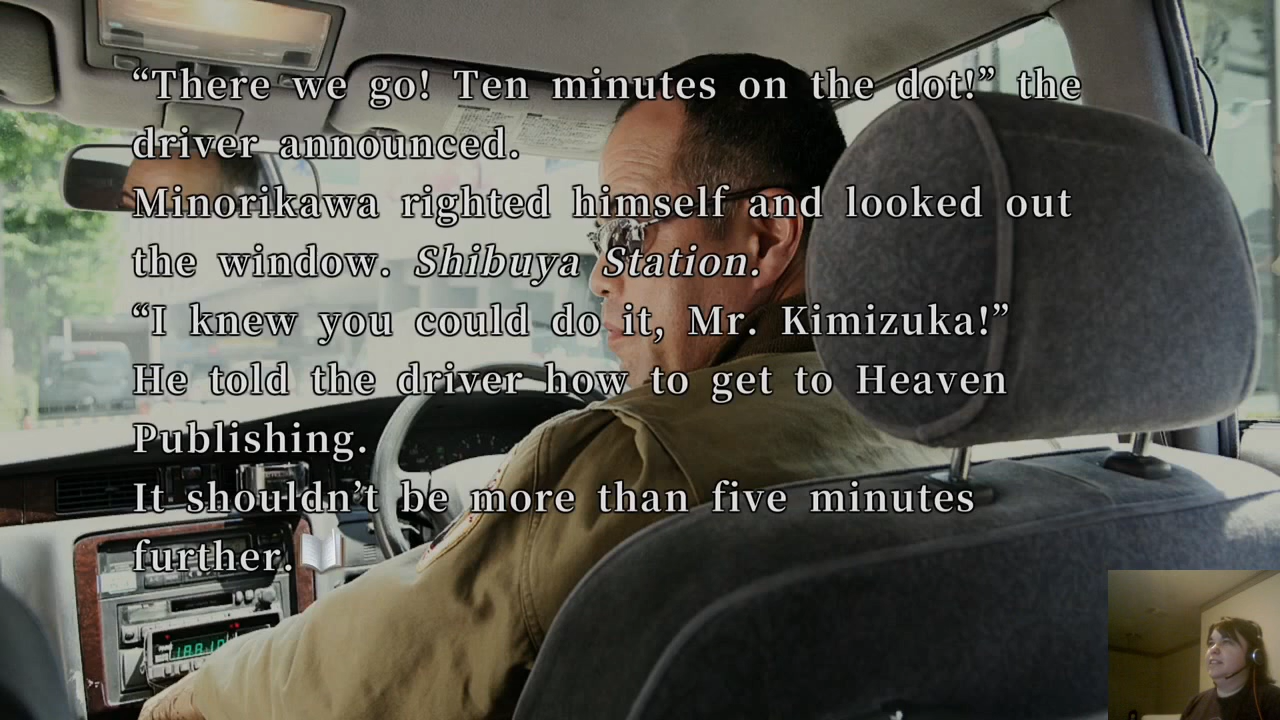 “There we go! Ten minutes on the dot!” the
driver announced.
Minorikawa righted himself and looked out
the window. Shibuya Station.
“I knew you could do it, Mr. Kimizuka!”
He told the driver how to get to Heaven
Publishing.
It shouldn’t be more than five minutes
further.